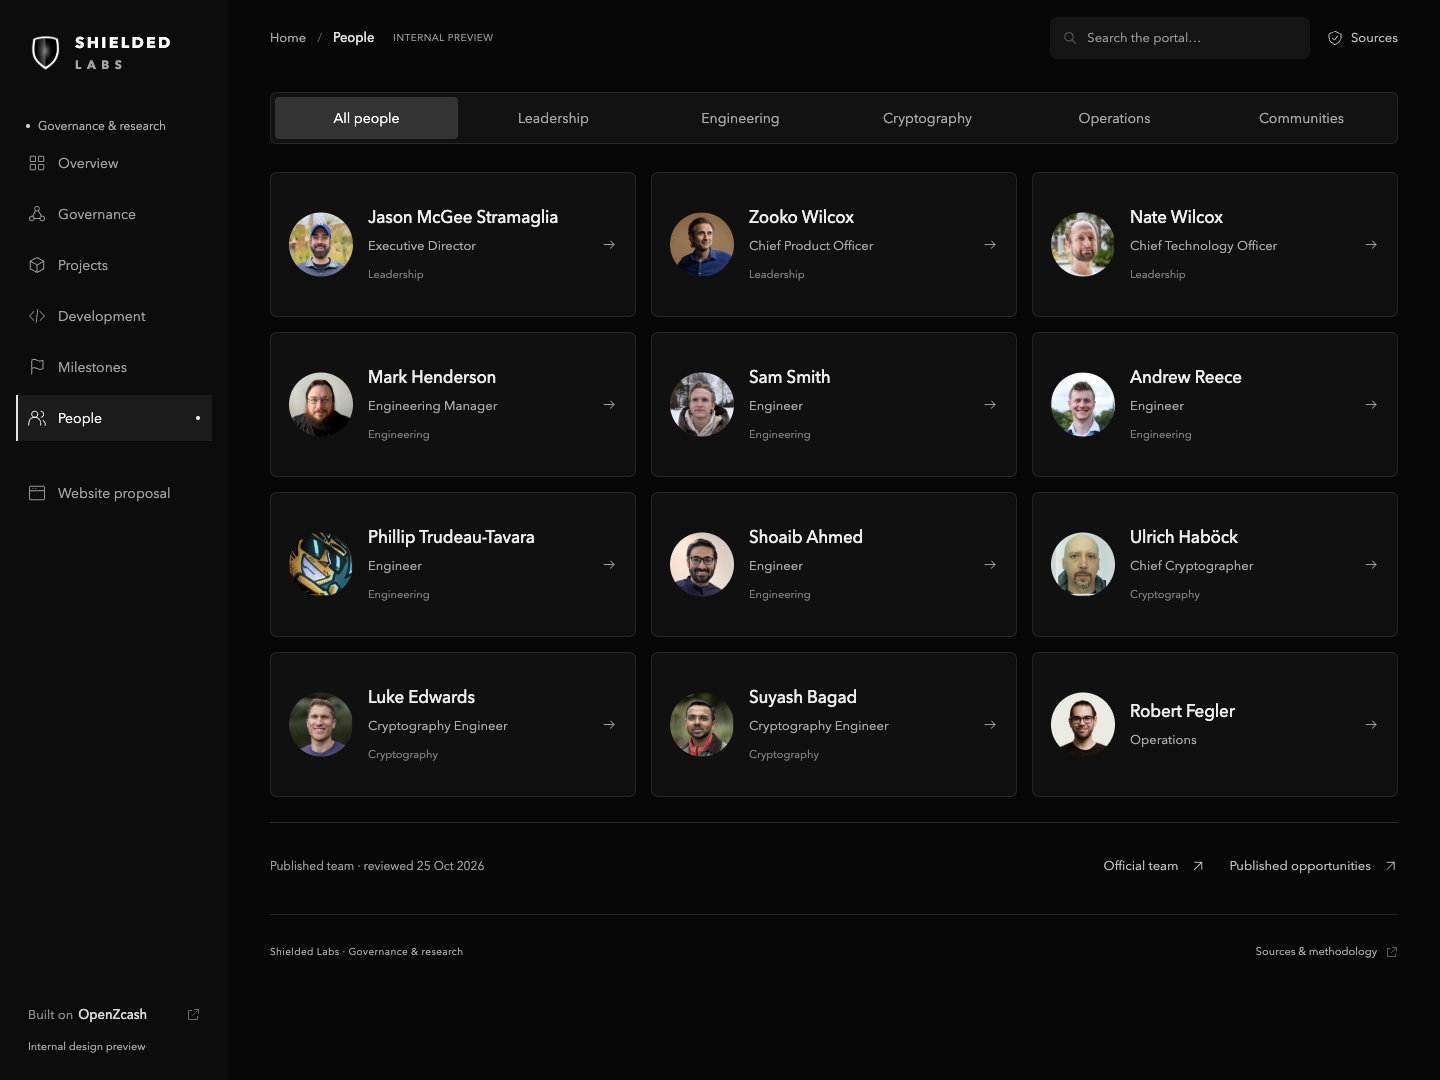 SHIELDED
LABS
Governance & research
Overview
Governance
Projects
Development
Milestones
People
Website proposal
Built on OpenZcash
Internal design preview
Home / People INTERNAL PREVIEW
Search the portal...
Sources
All people
Leadership
Engineering
Cryptography
Operations
Communities
Jason McGee Stramaglia
Executive Director
Leadership
Zooko Wilcox
Chief Product Officer
Leadership
Nate Wilcox
Chief Technology Officer
Leadership
Mark Henderson
Engineering Manager
Engineering
Sam Smith
Engineer
Engineering
Andrew Reece
Engineer
Engineering
Phillip Trudeau-Tavara
Engineer
Engineering
Shoaib Ahmed
Engineer
Engineering
Ulrich Haböck
Chief Cryptographer
Cryptography
Luke Edwards
Cryptography Engineer
Cryptography
Suyash Bagad
Cryptography Engineer
Cryptography
Robert Fegler
Operations
Published team · reviewed 25 Oct 2026
Official team
Published opportunities
Shielded Labs · Governance & research
Sources & methodology